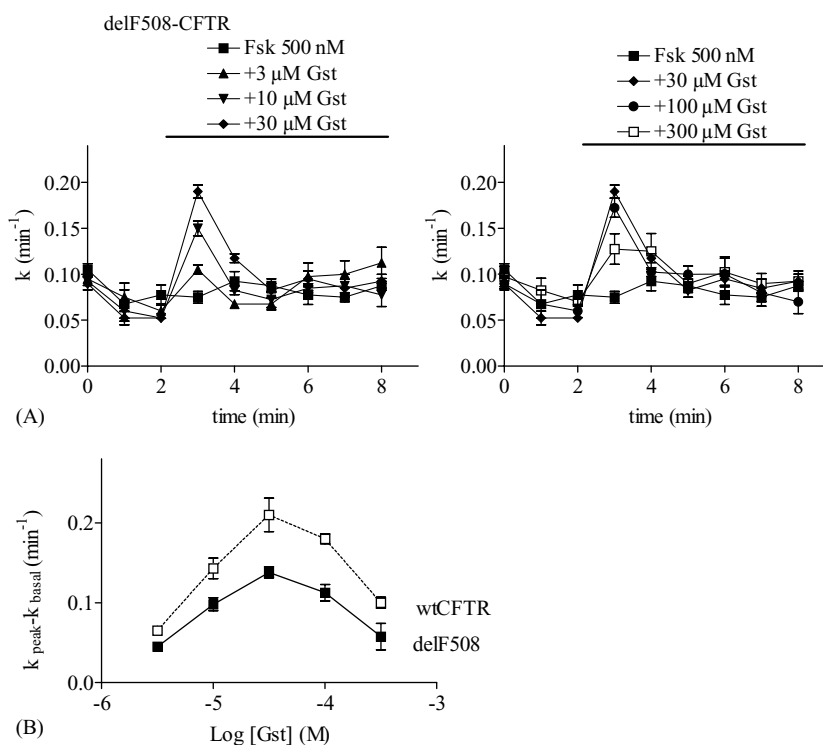 delF508-CFTR
Fsk 500 nM
+3 µM Gst
+10 µM Gst
+30 µM Gst
k (min⁻¹)
0.20
0.15
0.10
0.05
0.00
0 2 4 6 8
time (min)
(A)
Fsk 500 nM
+30 µM Gst
+100 µM Gst
+300 µM Gst
k (min⁻¹)
0.20
0.15
0.10
0.05
0.00
0 2 4 6 8
time (min)
k peak-k basal (min⁻¹)
0.2
0.1
0.0
wtCFTR
delF508
-6 -5 -4 -3
Log [Gst] (M)
(B)